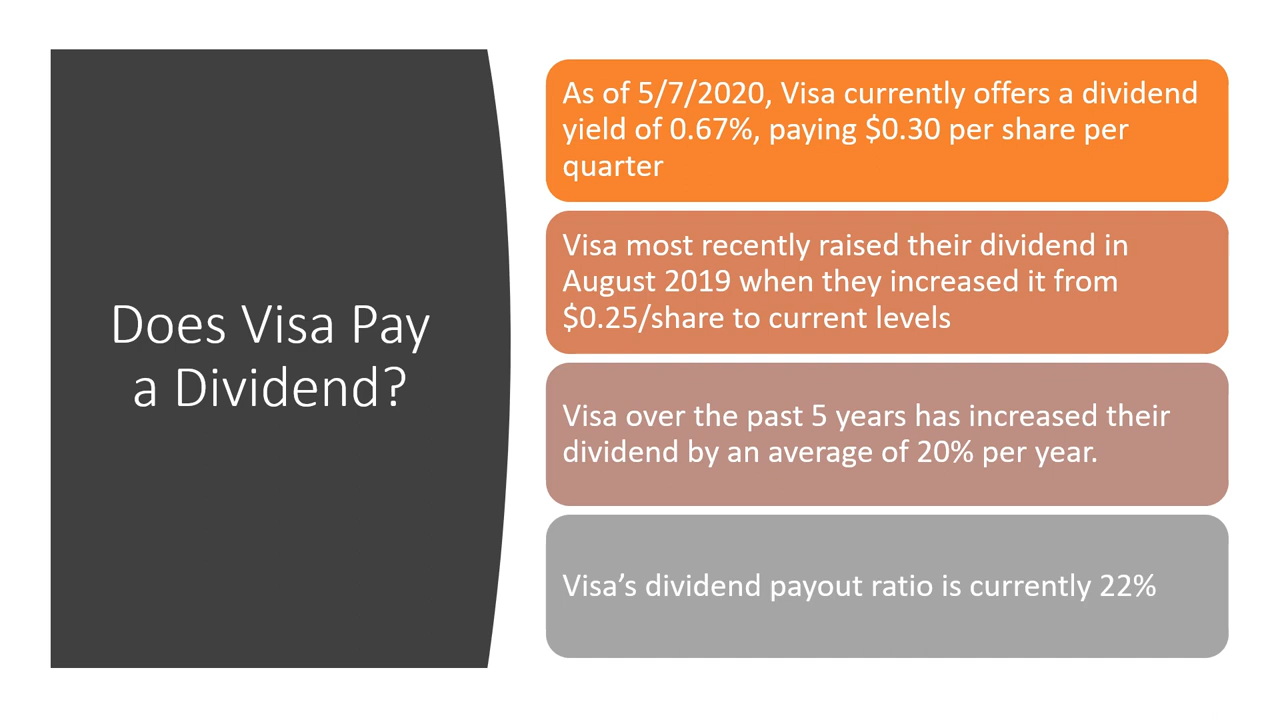 Does Visa Pay
a Dividend?
As of 5/7/2020, Visa currently offers a dividend
yield of 0.67%, paying $0.30 per share per
quarter
Visa most recently raised their dividend in
August 2019 when they increased it from
$0.25/share to current levels
Visa over the past 5 years has increased their
dividend by an average of 20% per year.
Visa’s dividend payout ratio is currently 22%